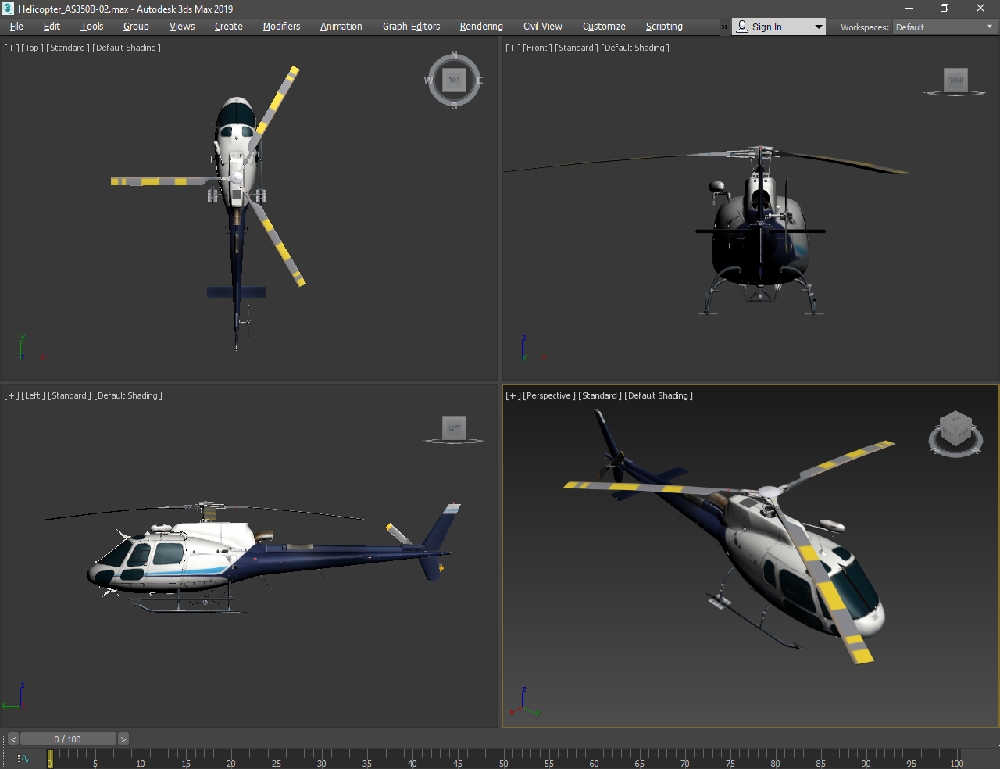 Helicopter_AS350B-02.max - Autodesk 3ds Max 2019
File Edit Tools Group Views Create Modifiers Animation Graph Editors Rendering Civil View Customize Scripting » Sign In Workspaces: Default
[+] [Top] [Standard] [Default Shading]
[+] [Front] [Standard] [Default Shading]
N
W TOP E
S
FRONT
[+] [Left] [Standard] [Default Shading]
[+] [Perspective] [Standard] [Default Shading]
LEFT
< 0 / 100 >
0 5 10 15 20 25 30 35 40 45 50 55 60 65 70 75 80 85 90 95 100